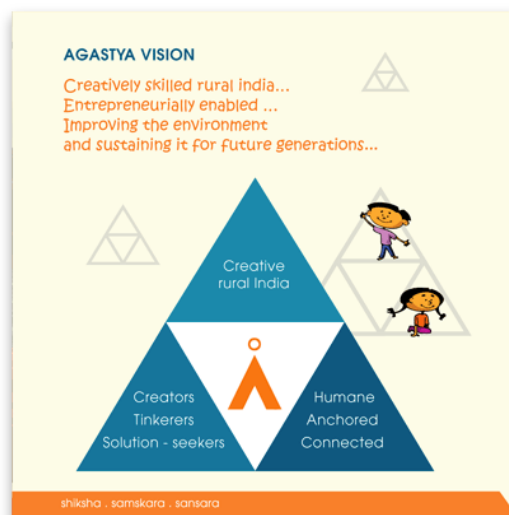 AGASTYA VISION
Creatively skilled rural india...
Entrepreneurially enabled ...
Improving the environment
and sustaining it for future generations...
Creative
rural India
Creators
Tinkerers
Solution - seekers
Humane
Anchored
Connected
shiksha . samskara . sansara